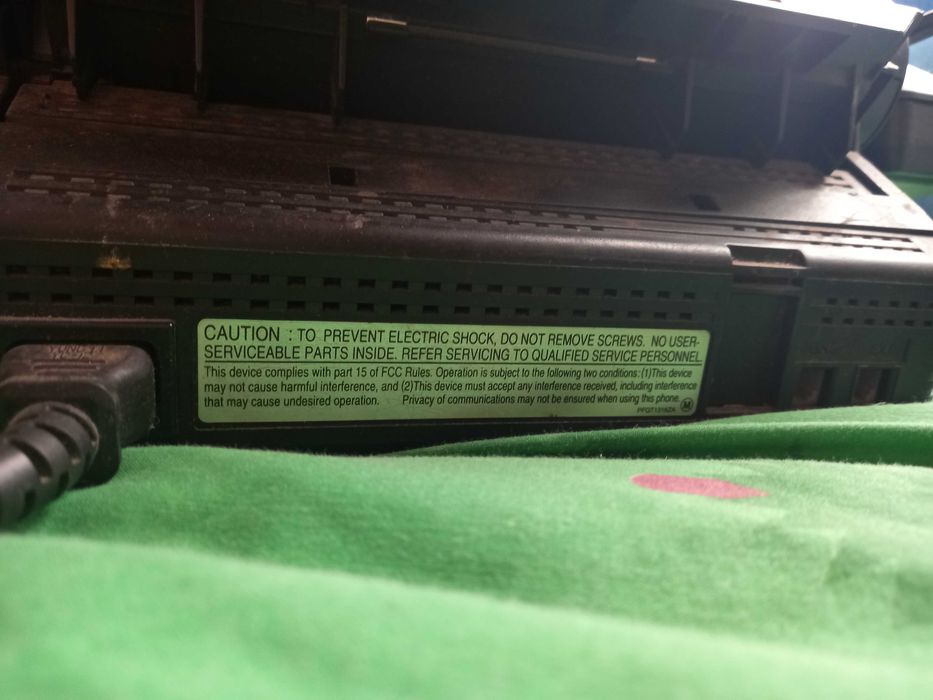 CAUTION : TO PREVENT ELECTRIC SHOCK, DO NOT REMOVE SCREWS. NO USER-
SERVICEABLE PARTS INSIDE. REFER SERVICING TO QUALIFIED SERVICE PERSONNEL.
This device complies with part 15 of FCC Rules. Operation is subject to the following two conditions: (1)This device
may not cause harmful interference, and (2)This device must accept any interference received, including interference
that may cause undesired operation. Privacy of communications may not be ensured when using this phone. M